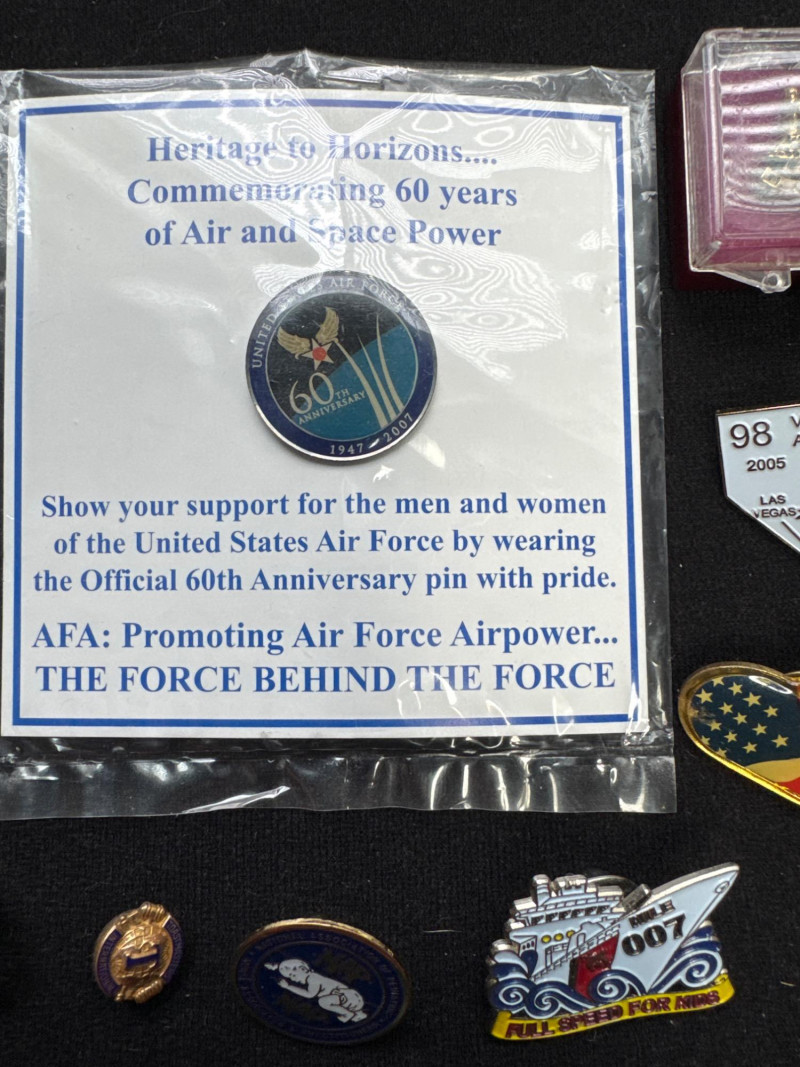 Heritage to Horizons....
Commemorating 60 years
of Air and Space Power
UNITED STATES AIR FORCE
60TH
ANNIVERSARY
1947 2007
Show your support for the men and women
of the United States Air Force by wearing
the Official 60th Anniversary pin with pride.
AFA: Promoting Air Force Airpower...
THE FORCE BEHIND THE FORCE
98
2005
LAS
VEGAS
L
007
FULL SPEED FOR